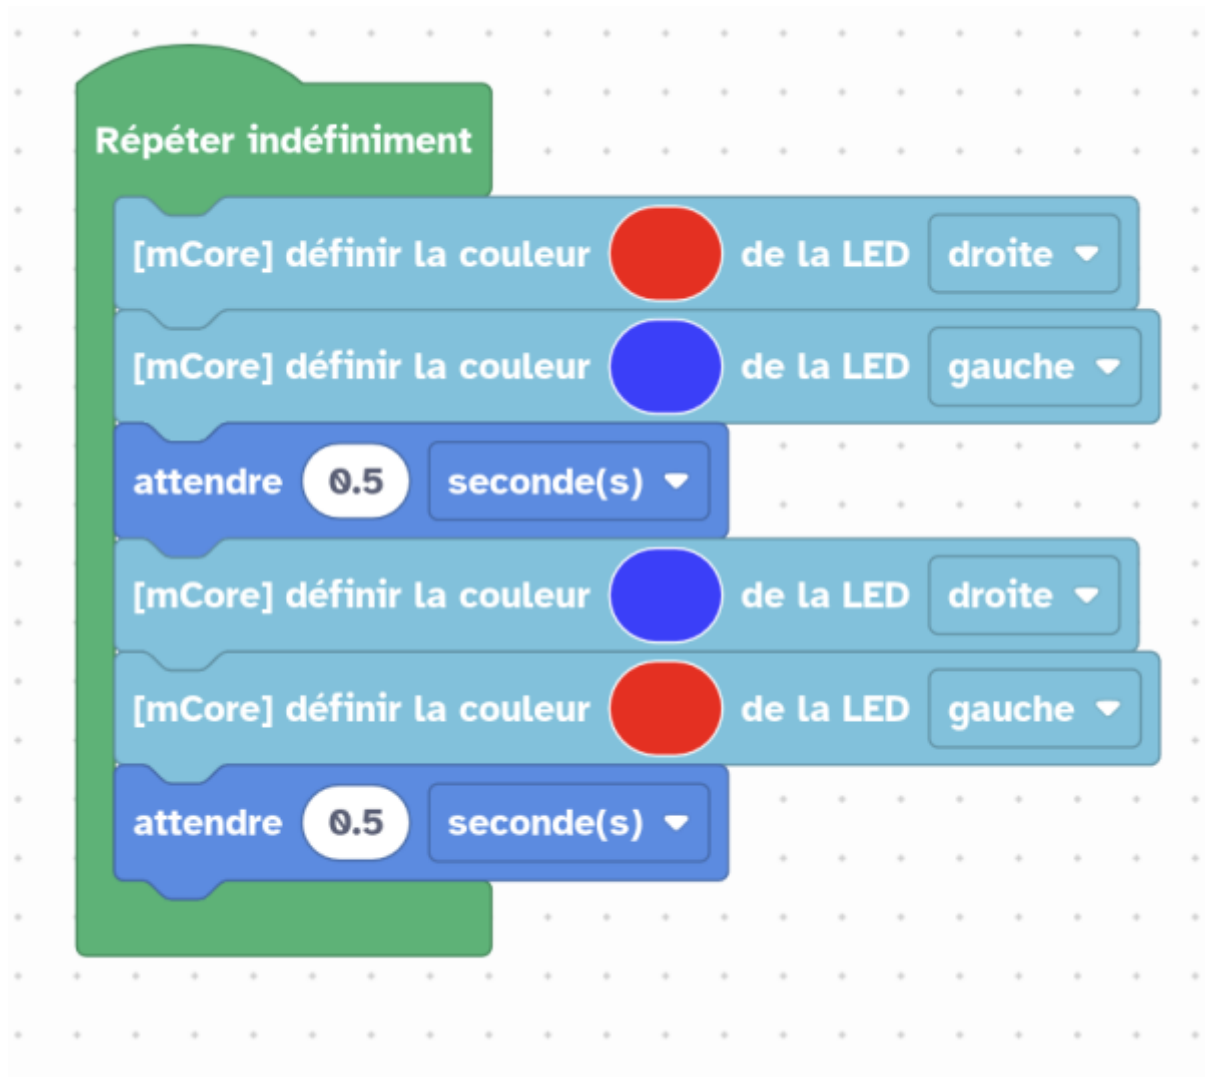 Répéter indéfiniment
[mCore] définir la couleur de la LED droite
[mCore] définir la couleur de la LED gauche
attendre 0.5 seconde(s)
[mCore] définir la couleur de la LED droite
[mCore] définir la couleur de la LED gauche
attendre 0.5 seconde(s)